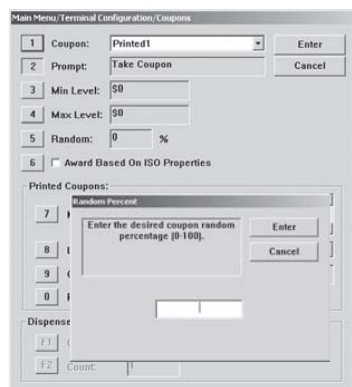 Main Menu/Terminal Configuration/Coupons
1 Coupon: Printed1 Enter
2 Prompt: Take Coupon Cancel
3 Min Level: $0
4 Max Level: $0
5 Random: 0 %
6 Award Based On ISO Properties
Printed Coupons:
Random Percent
7
Enter the desired coupon random Enter
percentage (0-100).
8 L Cancel
9
0
Dispense
F1
F2 Count: 1